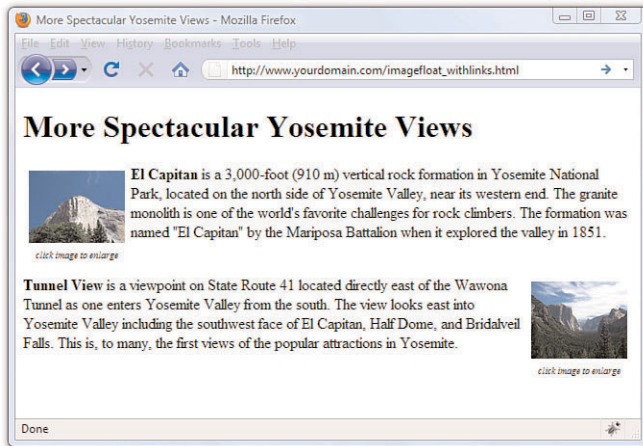 More Spectacular Yosemite Views - Mozilla Firefox
File Edit View History Bookmarks Tools Help
http://www.yourdomain.com/imagefloat_withlinks.html
More Spectacular Yosemite Views
El Capitan is a 3,000-foot (910 m) vertical rock formation in Yosemite National
Park, located on the north side of Yosemite Valley, near its western end. The granite
monolith is one of the world's favorite challenges for rock climbers. The formation was
named "El Capitan" by the Mariposa Battalion when it explored the valley in 1851.
click image to enlarge
Tunnel View is a viewpoint on State Route 41 located directly east of the Wawona
Tunnel as one enters Yosemite Valley from the south. The view looks east into
Yosemite Valley including the southwest face of El Capitan, Half Dome, and Bridalveil
Falls. This is, to many, the first views of the popular attractions in Yosemite.
click image to enlarge
Done